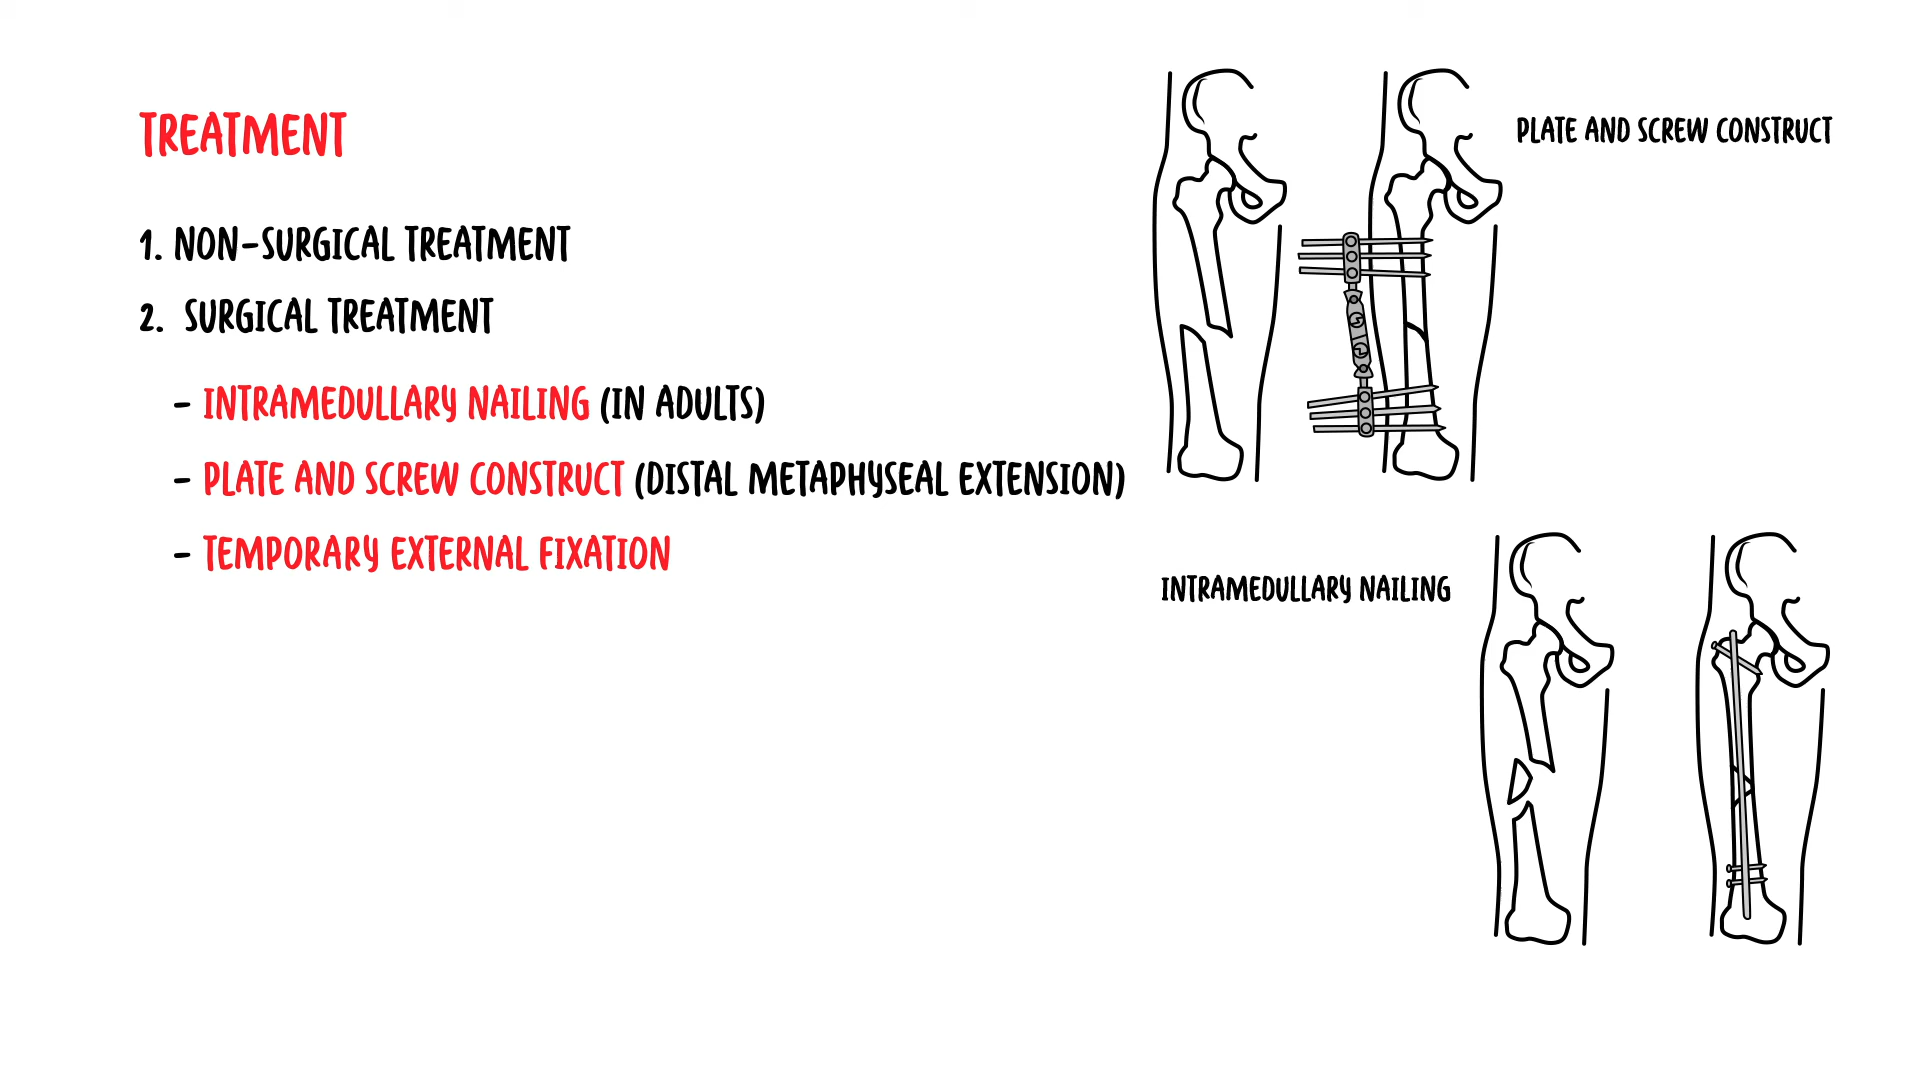 TREATMENT
1. NON-SURGICAL TREATMENT
2. SURGICAL TREATMENT
- INTRAMEDULLARY NAILING (IN ADULTS)
- PLATE AND SCREW CONSTRUCT (DISTAL METAPHYSEAL EXTENSION)
- TEMPORARY EXTERNAL FIXATION
PLATE AND SCREW CONSTRUCT
INTRAMEDULLARY NAILING